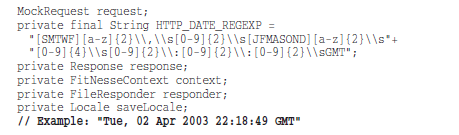 MockRequest request;
private final String HTTP_DATE_REGEXP =
"[SMTWF][a-z]{2}\\,\\s[0-9]{2}\\s[JFMASOND][a-z]{2}\\s"+
"[0-9]{4}\\s[0-9]{2}\\:[0-9]{2}\\:[0-9]{2}\\sGMT";
private Response response;
private FitNesseContext context;
private FileResponder responder;
private Locale saveLocale;
// Example: "Tue, 02 Apr 2003 22:18:49 GMT"